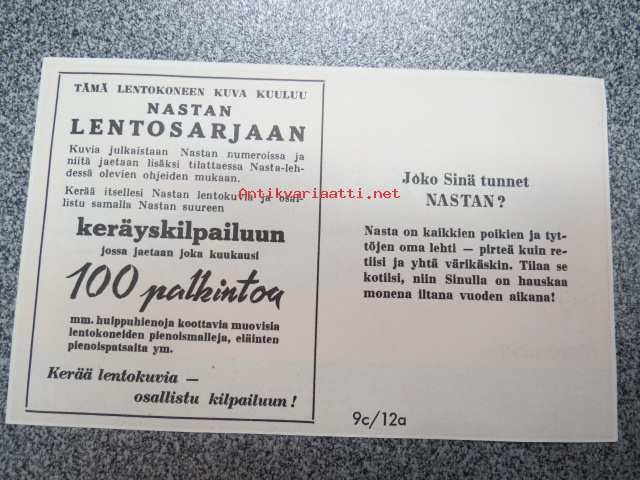 TÄMÄ LENTOKONEEN KUVA KUULUU
NASTAN
LENTOSARJAAN
Kuvia julkaistaan Nastan numeroissa ja
niitä jaetaan lisäksi tilattaessa Nasta-leh-
dessä olevien ohjeiden mukaan.
Kerää itsellesi Nastan lentokuvia ja osal-
listu samalla Nastan suureen
keräyskilpailuun
jossa jaetaan joka kuukausi
100 palkintoa
mm. huippuhienoja koottavia muovisia
lentokoneiden pienoismalleja, eläinten
pienoispatsaita ym.
Kerää lentokuvia —
osallistu kilpailuun!
Joko Sinä tunnet
NASTAN?
Nasta on kaikkien poikien ja tyt-
töjen oma lehti — pirteä kuin re-
tiisi ja yhtä värikäskin. Tilaa se
kotiisi, niin Sinulla on hauskaa
monena iltana vuoden aikana!
9c/12a
Antikvariaatti.net